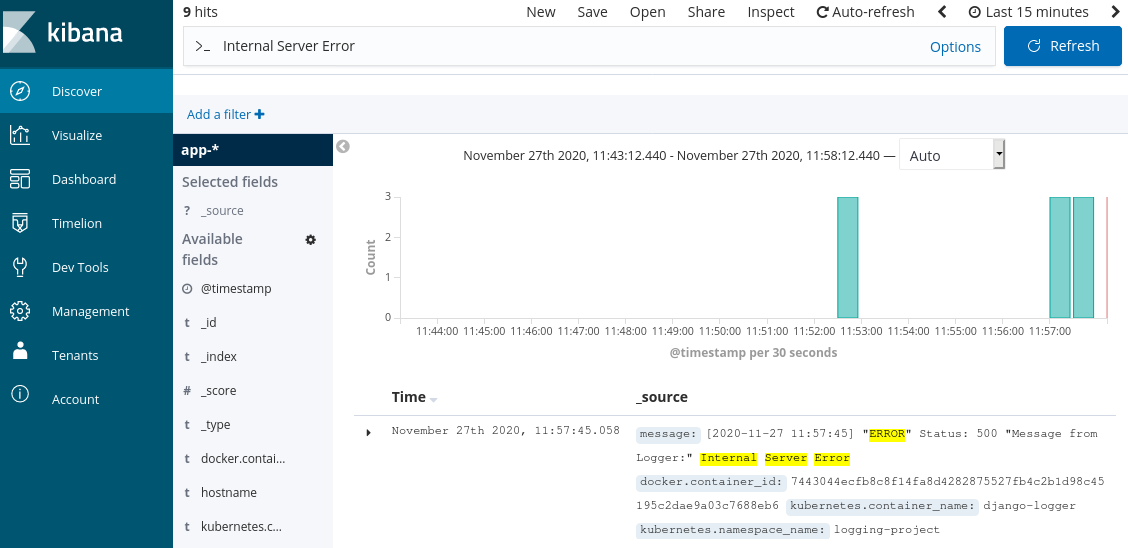 kibana
Discover
Visualize
Dashboard
Timelion
Dev Tools
Management
Tenants
Account
9 hits
New Save Open Share Inspect Auto-refresh Last 15 minutes
>_ Internal Server Error Options Refresh
Add a filter +
app-*
Selected fields
? _source
Available
fields
@timestamp
t _id
t _index
# _score
t _type
t docker.contai...
t hostname
t kubernetes.c...
November 27th 2020, 11:43:12.440 - November 27th 2020, 11:58:12.440 — Auto
Count
3
2
1
0
11:44:00 11:45:00 11:46:00 11:47:00 11:48:00 11:49:00 11:50:00 11:51:00 11:52:00 11:53:00 11:54:00 11:55:00 11:56:00 11:57:00
@timestamp per 30 seconds
Time _source
November 27th 2020, 11:57:45.058 message: [2020-11-27 11:57:45] "ERROR" Status: 500 "Message from
Logger:" Internal Server Error
docker.container_id: 7443044ecfb8c8f14fa8d4282875527fb4c2b1d98c45
195c2dae9a03c7688eb6 kubernetes.container_name: django-logger
kubernetes.namespace_name: logging-project